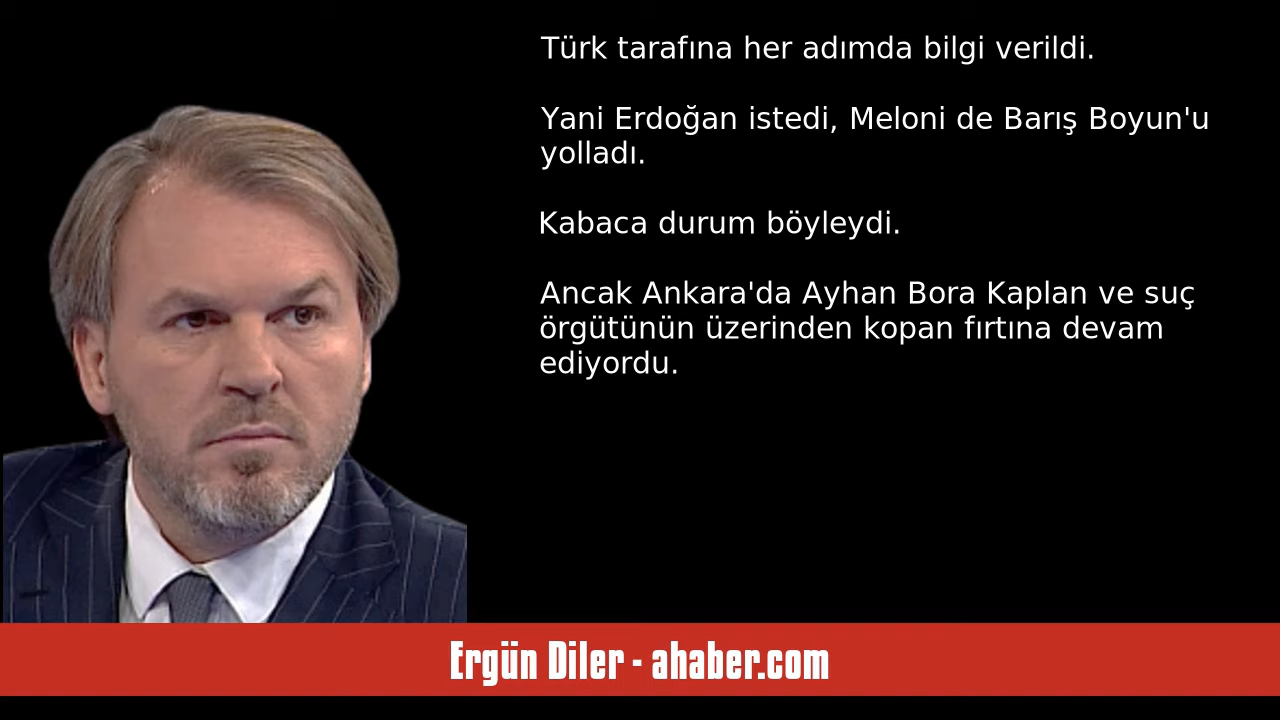 Türk tarafına her adımda bilgi verildi.
Yani Erdoğan istedi, Meloni de Barış Boyun'u
yolladı.
Kabaca durum böyleydi.
Ancak Ankara'da Ayhan Bora Kaplan ve suç
örgütünün üzerinden kopan fırtına devam
ediyordu.
Ergün Diler - ahaber.com